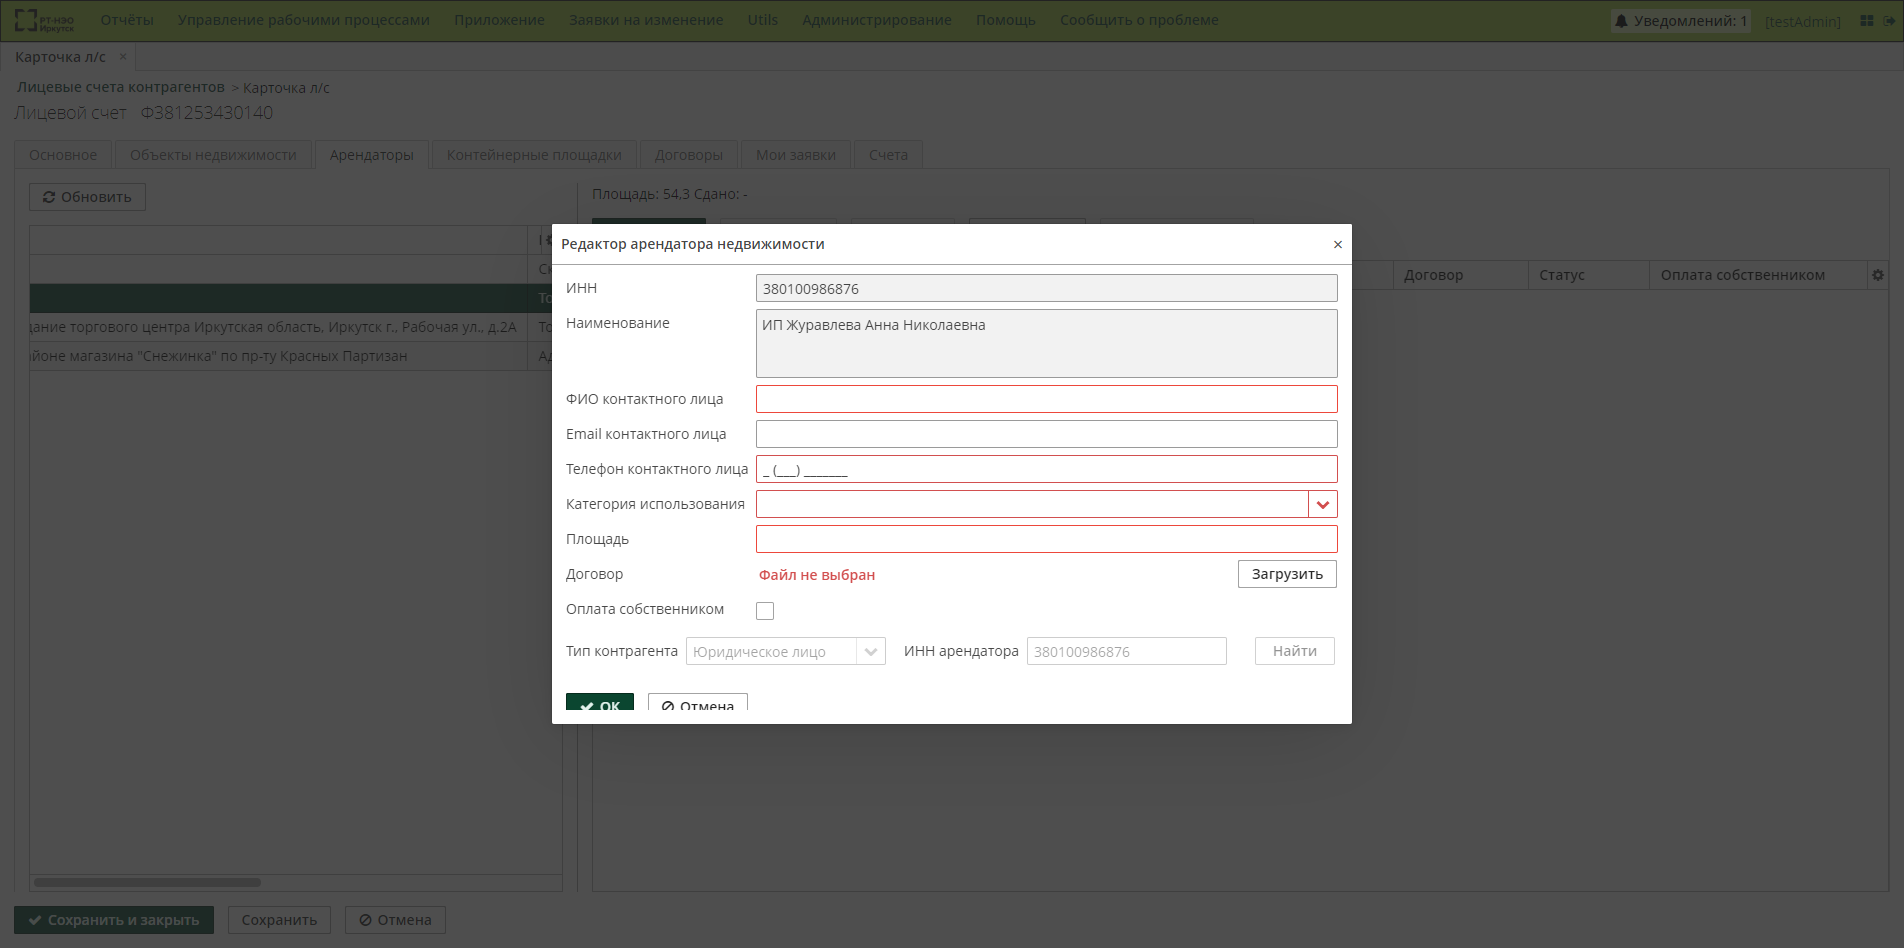 РТ-НЭО
Иркутск
Отчёты Управление рабочими процессами Приложение Заявки на изменение Utils Администрирование Помощь Сообщить о проблеме
Уведомлений: 1 [testAdmin]
Карточка л/с ×
Лицевые счета контрагентов > Карточка л/с
Лицевой счет Ф381253430140
Основное Объекты недвижимости Арендаторы Контейнерные площадки Договоры Мои заявки Счета
Обновить
Площадь: 54,3 Сдано: -
Редактор арендатора недвижимости ×
Договор Статус Оплата собственником
ИНН 380100986876
Наименование ИП Журавлева Анна Николаевна
дание торгового центра Иркутская область, Иркутск г., Рабочая ул., д.2А
йоне магазина "Снежинка" по пр-ту Красных Партизан
ФИО контактного лица
Email контактного лица
Телефон контактного лица _ (___) _______
Категория использования
Площадь
Договор Файл не выбран Загрузить
Оплата собственником
Тип контрагента Юридическое лицо ИНН арендатора 380100986876 Найти
ОК Отмена
Сохранить и закрыть Сохранить Отмена